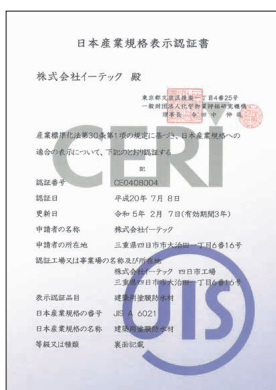 日本産業規格表示認証書
株式会社イーテック 殿
東京都文京区後楽一丁目4番25号
一般財団法人化学物質評価研究機構
理事長
産業標準化法第30条第1項の規定に基づき、日本産業規格への
適合の表示について、下記のとおり認証する
記
認証番号 CE0408004
認証日 平成20年 7月 8日
更新日 令和 5年 2月 7日(有効期間3年)
申請者の名称 株式会社イーテック
申請者の所在地 三重県四日市市大治田一丁目6番16号
認証工場又は事業場の名称及び所在地
株式会社イーテック 四日市工場
三重県四日市市大治田一丁目6番16号
表示認証品目 建築用塗膜防水材
日本産業規格の番号 JIS A 6021
日本産業規格の名称 建築用塗膜防水材
等級又は種類 裏面記載
CERI
JIS